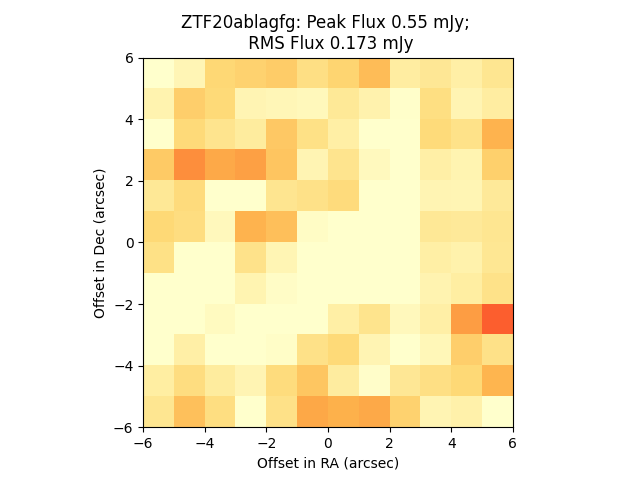 ZTF20ablagfg: Peak Flux 0.55 mJy;
RMS Flux 0.173 mJy
6
4
2
0
−2
−4
−6
Offset in Dec (arcsec)
−6 −4 −2 0 2 4 6
Offset in RA (arcsec)